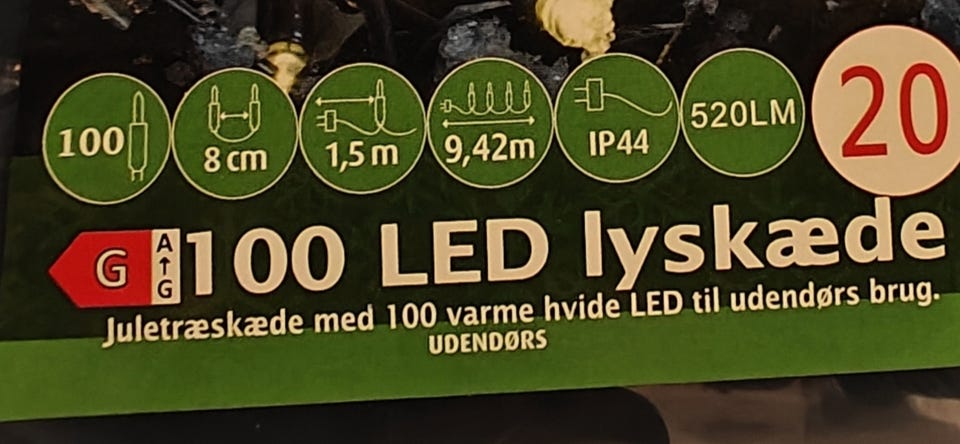 100
8 cm
1,5 m
9,42m
IP44
520LM
20
G
A
G
100 LED lyskæde
Juletræskæde med 100 varme hvide LED til udendørs brug.
UDENDØRS